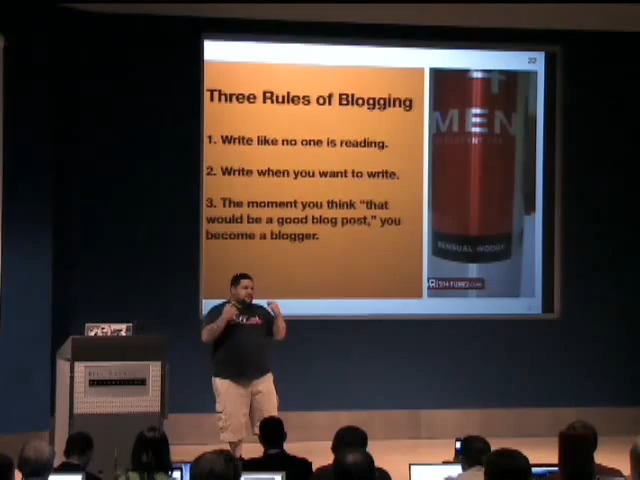 22
Three Rules of Blogging
1. Write like no one is reading.
2. Write when you want to write.
3. The moment you think “that
would be a good blog post,” you
become a blogger.
MEN
SENSUAL WOODY